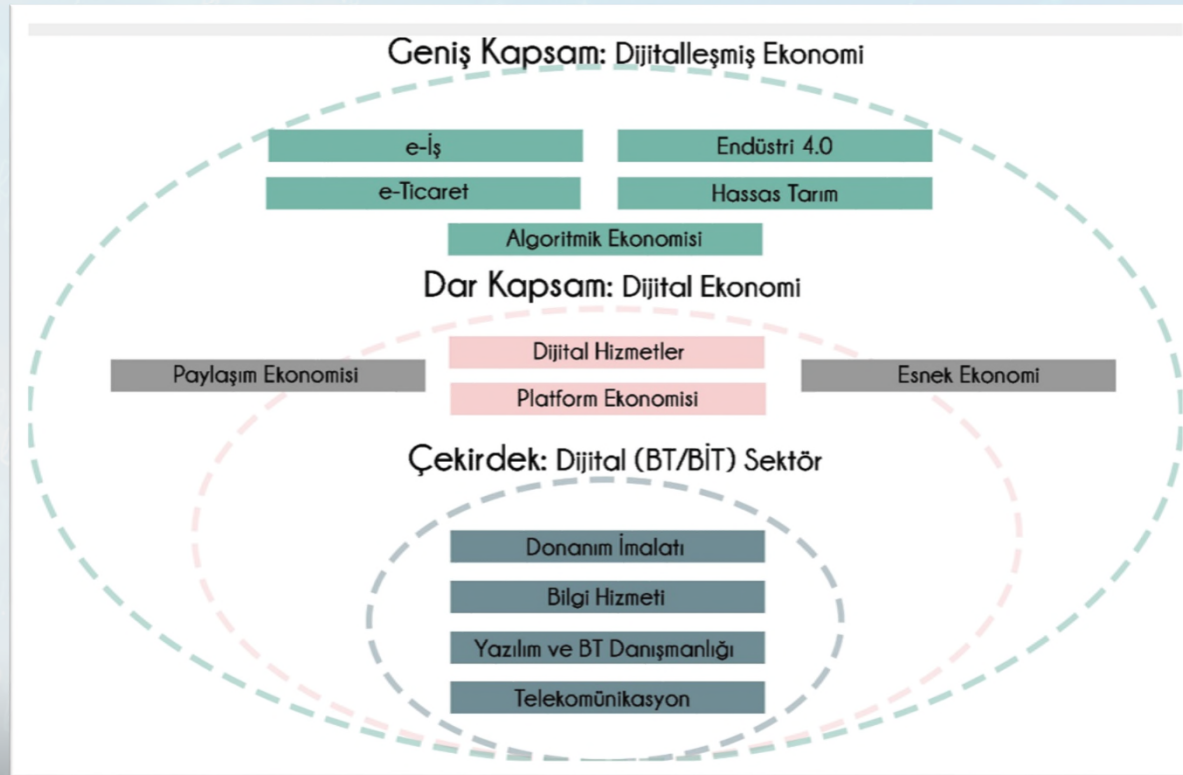 Geniş Kapsam: Dijitalleşmiş Ekonomi
e-İş
Endüstri 4.0
e-Ticaret
Hassas Tarım
Algoritmik Ekonomisi
Dar Kapsam: Dijital Ekonomi
Dijital Hizmetler
Paylaşım Ekonomisi
Esnek Ekonomi
Platform Ekonomisi
Çekirdek: Dijital (BT/BİT) Sektör
Donanım İmalatı
Bilgi Hizmeti
Yazılım ve BT Danışmanlığı
Telekomünikasyon